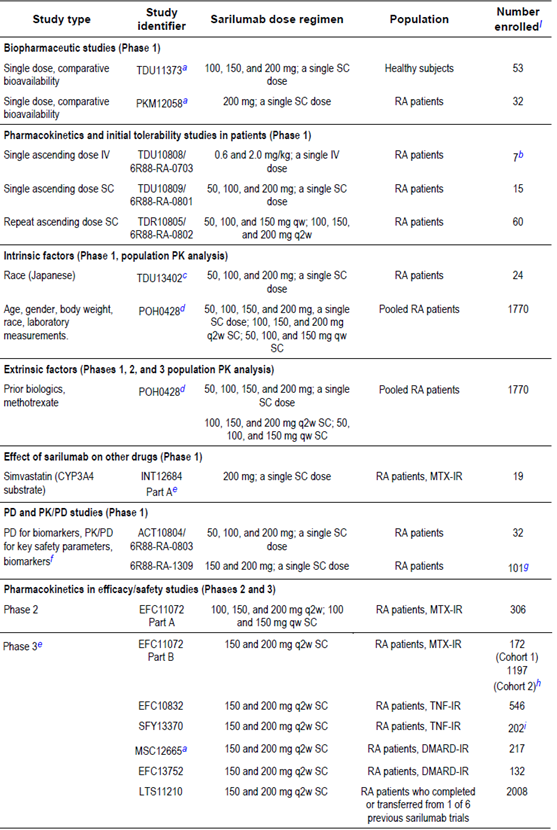 Study type Study identifier Sarilumab dose regimen Population Number enrolledl
Biopharmaceutic studies (Phase 1)
Single dose, comparative bioavailability TDU11373a 100, 150, and 200 mg; a single SC dose Healthy subjects 53
Single dose, comparative bioavailability PKM12058a 200 mg; a single SC dose RA patients 32
Pharmacokinetics and initial tolerability studies in patients (Phase 1)
Single ascending dose IV TDU10808/ 6R88-RA-0703 0.6 and 2.0 mg/kg; a single IV dose RA patients 7b
Single ascending dose SC TDU10809/ 6R88-RA-0801 50, 100, and 200 mg; a single SC dose RA patients 15
Repeat ascending dose SC TDR10805/ 6R88-RA-0802 50, 100, and 150 mg qw; 100, 150, and 200 mg q2w RA patients 60
Intrinsic factors (Phase 1, population PK analysis)
Race (Japanese) TDU13402c 50, 100, and 200 mg; a single SC dose RA patients 24
Age, gender, body weight, race, laboratory measurements. POH0428d 50, 100, 150, and 200 mg, a single SC dose; 100, 150, and 200 mg q2w SC; 50, 100, and 150 mg qw SC Pooled RA patients 1770
Extrinsic factors (Phases 1, 2, and 3 population PK analysis)
Prior biologics, methotrexate POH0428d 50, 100, 150, and 200 mg; a single SC dose Pooled RA patients 1770
100, 150, and 200 mg q2w SC; 50, 100, and 150 mg qw SC
Effect of sarilumab on other drugs (Phase 1)
Simvastatin (CYP3A4 substrate) INT12684 Part Ae 200 mg; a single SC dose RA patients, MTX-IR 19
PD and PK/PD studies (Phase 1)
PD for biomarkers, PK/PD for key safety parameters, biomarkersf ACT10804/ 6R88-RA-0803 50, 100, and 200 mg; a single SC dose RA patients 32
6R88-RA-1309 150 and 200 mg; a single SC dose RA patients 101g
Pharmacokinetics in efficacy/safety studies (Phases 2 and 3)
Phase 2 EFC11072 Part A 100, 150, and 200 mg q2w; 100 and 150 mg qw SC RA patients, MTX-IR 306
Phase 3e EFC11072 Part B 150 and 200 mg q2w SC RA patients, MTX-IR 172 (Cohort 1) 1197 (Cohort 2)h
EFC10832 150 and 200 mg q2w SC RA patients, TNF-IR 546
SFY13370 150 and 200 mg q2w SC RA patients, TNF-IR 202i
MSC12665a 150 and 200 mg q2w SC RA patients, DMARD-IR 217
EFC13752 150 and 200 mg q2w SC RA patients, DMARD-IR 132
LTS11210 150 and 200 mg q2w SC RA patients who completed or transferred from 1 of 6 previous sarilumab trials 2008